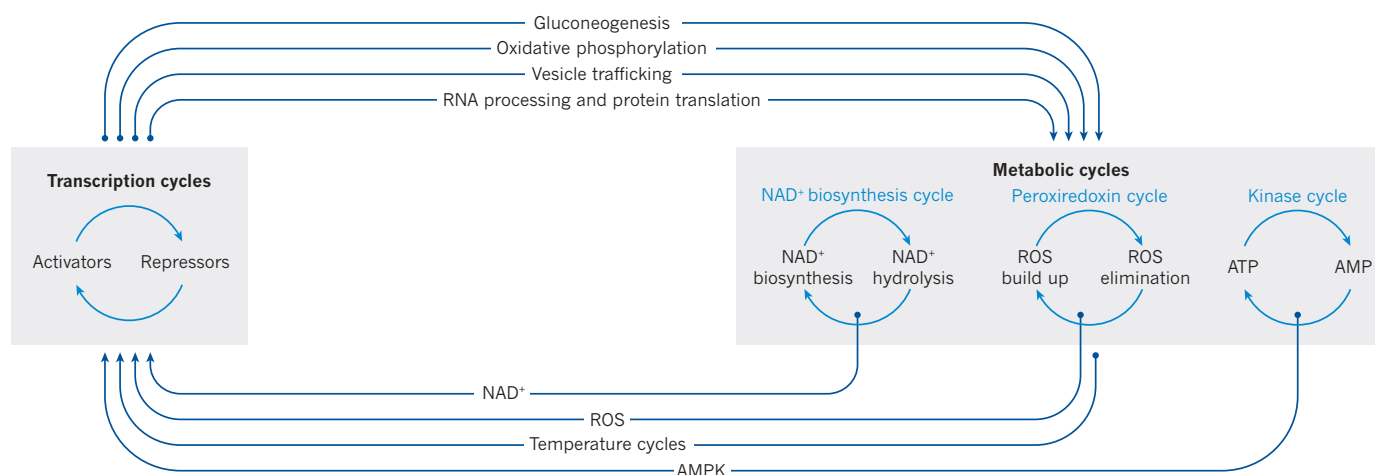 Gluconeogenesis
Oxidative phosphorylation
Vesicle trafficking
RNA processing and protein translation
Transcription cycles
Activators
Repressors
Metabolic cycles
NAD⁺ biosynthesis cycle
NAD⁺
biosynthesis
NAD⁺
hydrolysis
Peroxiredoxin cycle
ROS
build up
ROS
elimination
Kinase cycle
ATP
AMP
NAD⁺
ROS
Temperature cycles
AMPK